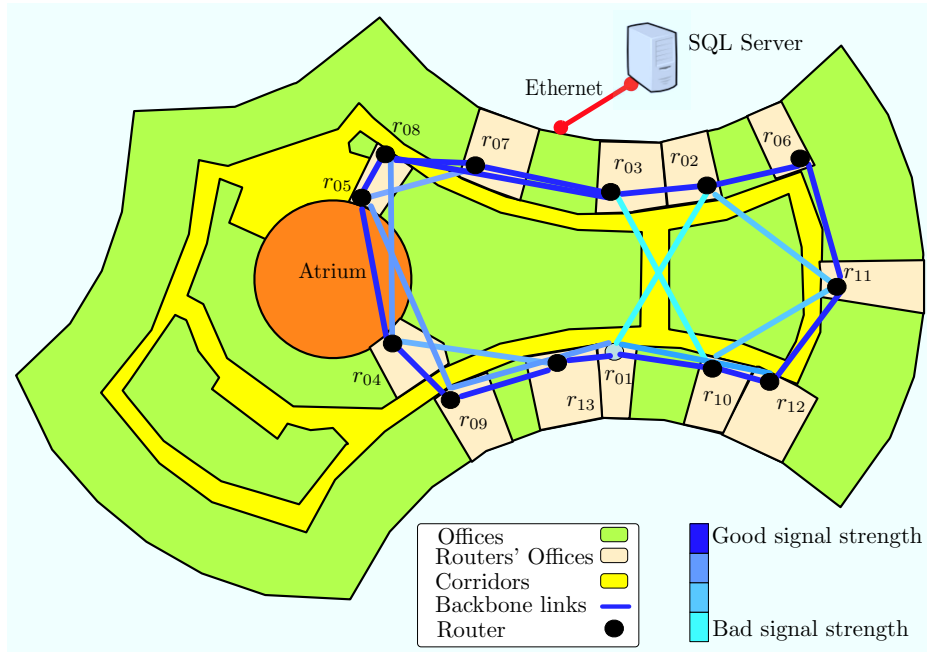 SQL Server
Ethernet
r08
r07
r03
r02
r06
r05
Atrium
r11
r04
r01
r13
r10
r12
r09
Offices
Routers' Offices
Corridors
Backbone links
Router
Good signal strength
Bad signal strength